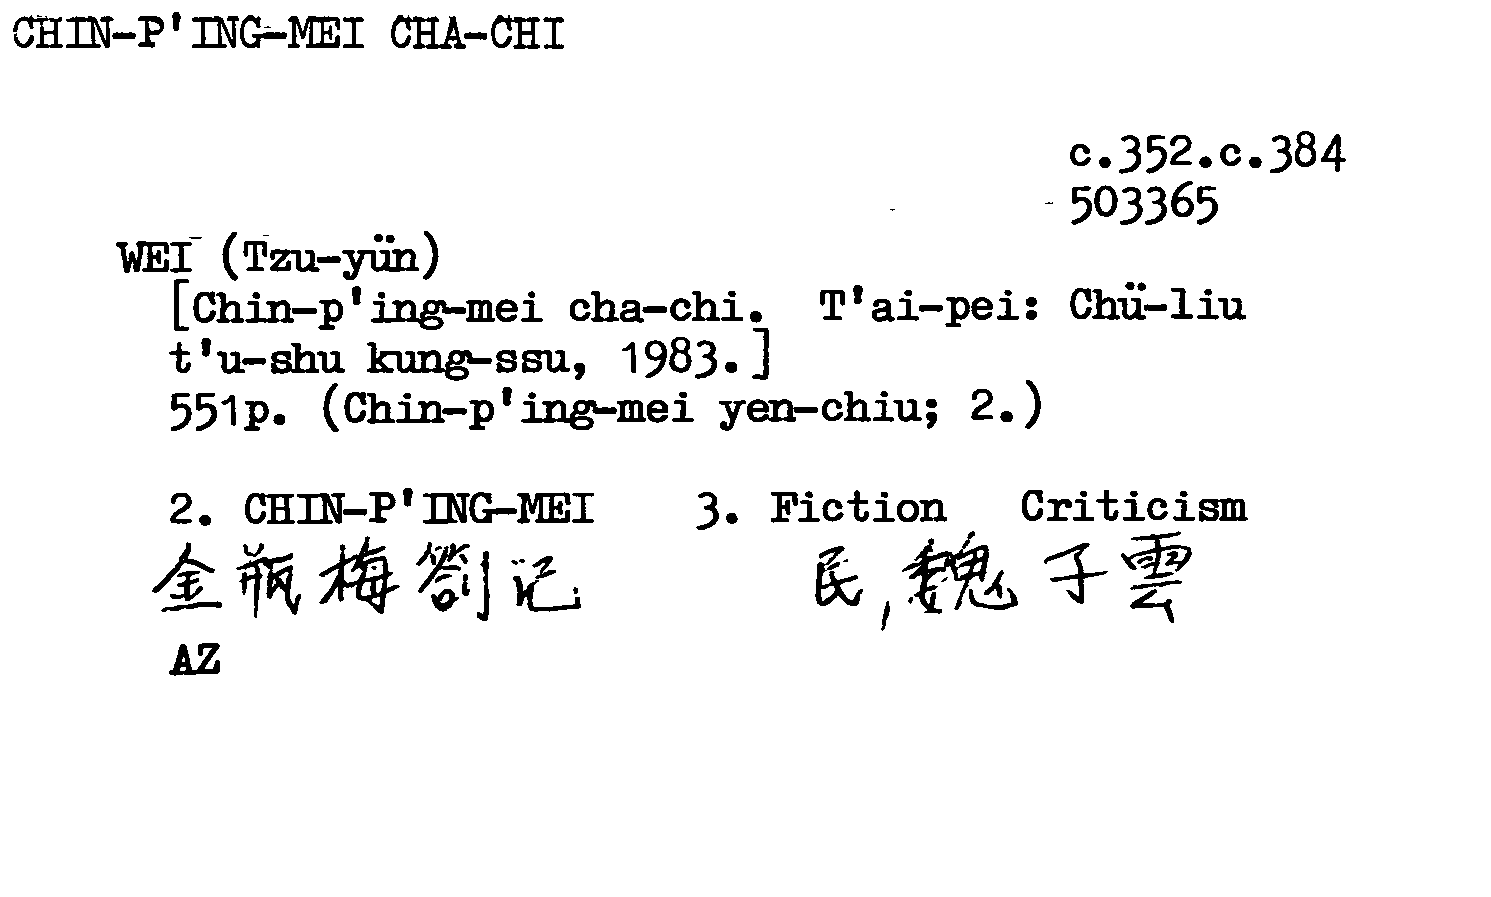 CHIN-P'ING-MEI CHA-CHI
c.352.c.384
503365
WEI (Tzu-yün)
[Chin-p'ing-mei cha-chi. T'ai-pei: Chü-liu
t'u-shu kung-ssu, 1983.]
551p. (Chin-p'ing-mei yen-chiu; 2.)
2. CHIN-P'ING-MEI 3. Fiction Criticism
金瓶梅劄记 民,魏子雲
AZ